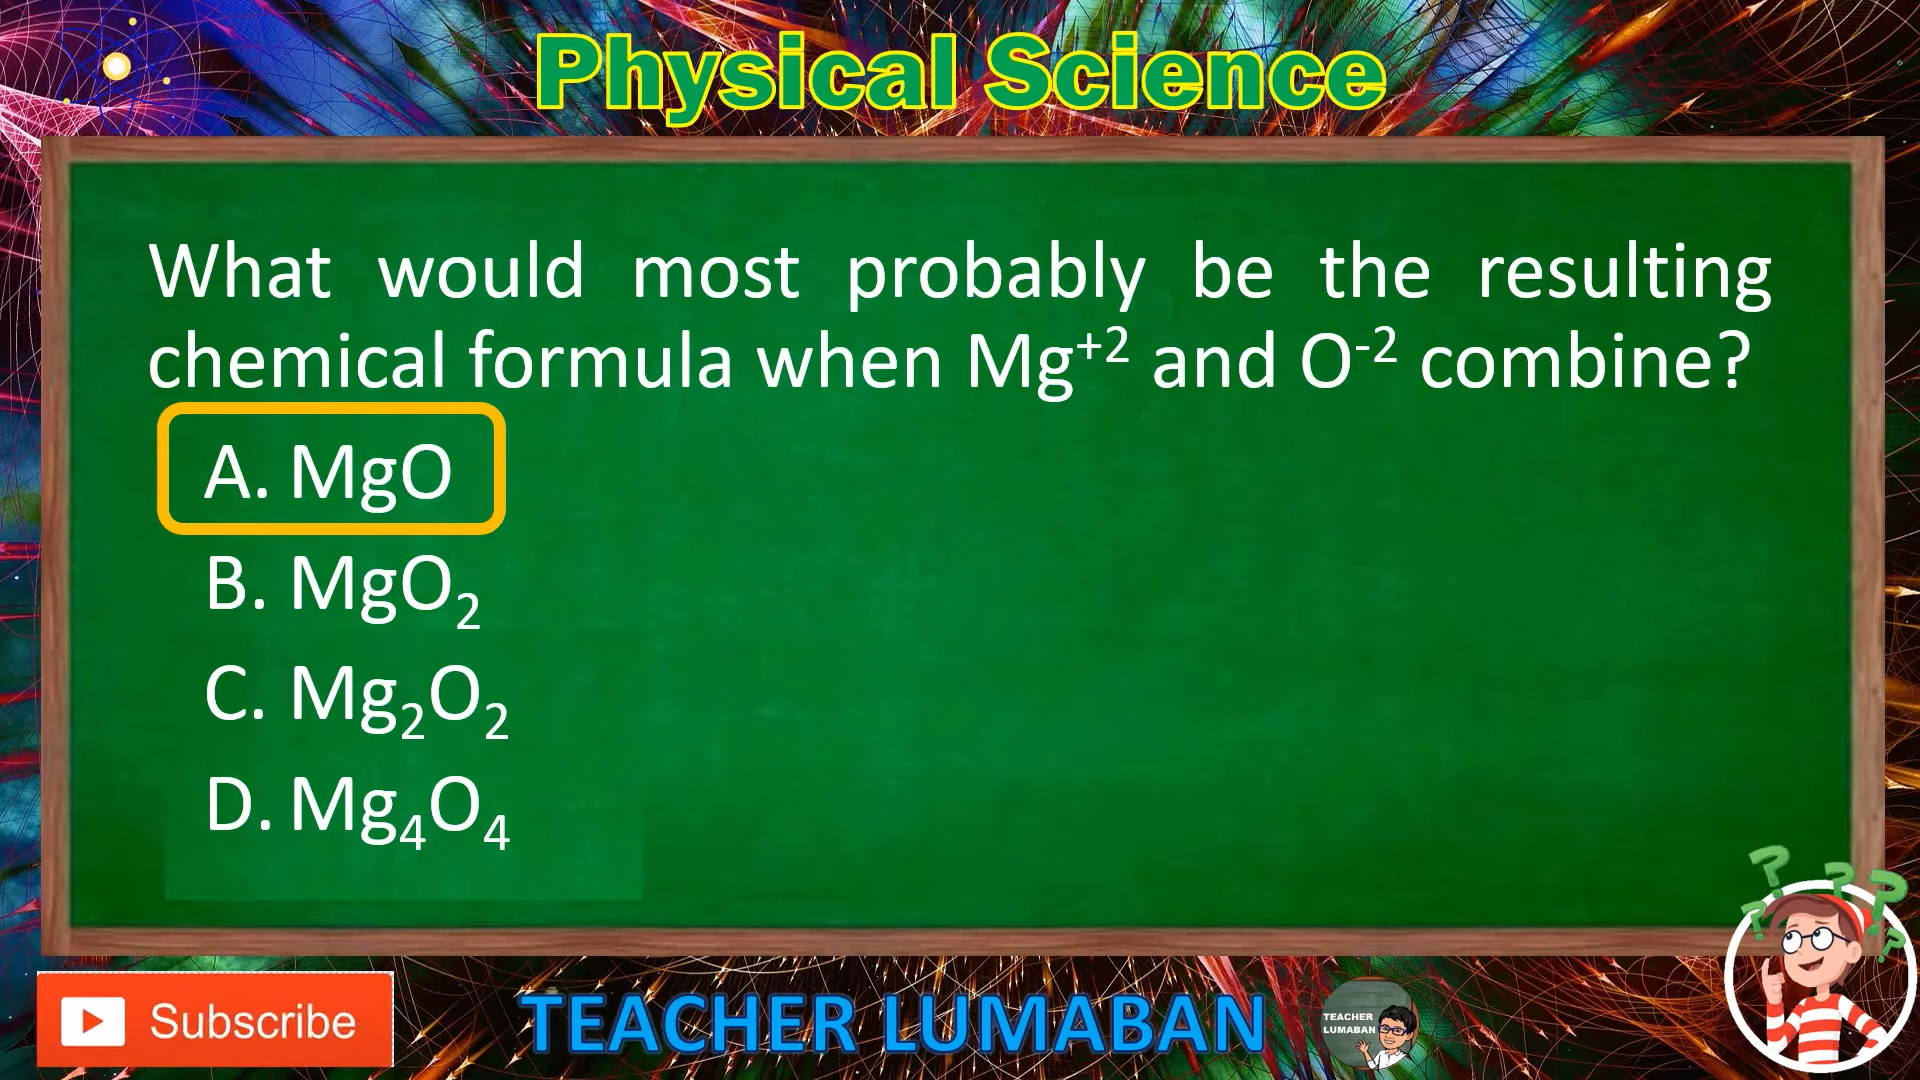 Physical Science
What would most probably be the resulting
chemical formula when Mg⁺² and O⁻² combine?
A. MgO
B. MgO₂
C. Mg₂O₂
D. Mg₄O₄
Subscribe
TEACHER LUMABAN
TEACHER
LUMABAN